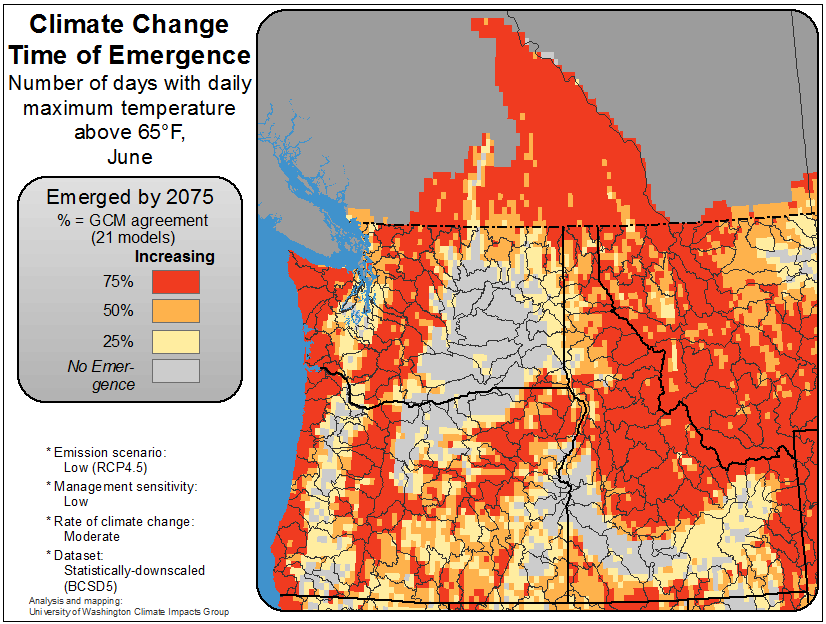 Climate Change
Time of Emergence
Number of days with daily
maximum temperature
above 65°F,
June
Emerged by 2075
% = GCM agreement
(21 models)
Increasing
75%
50%
25%
No Emer-
gence
* Emission scenario:
Low (RCP4.5)
* Management sensitivity:
Low
* Rate of climate change:
Moderate
* Dataset:
Statistically-downscaled
(BCSD5)
Analysis and mapping:
University of Washington Climate Impacts Group